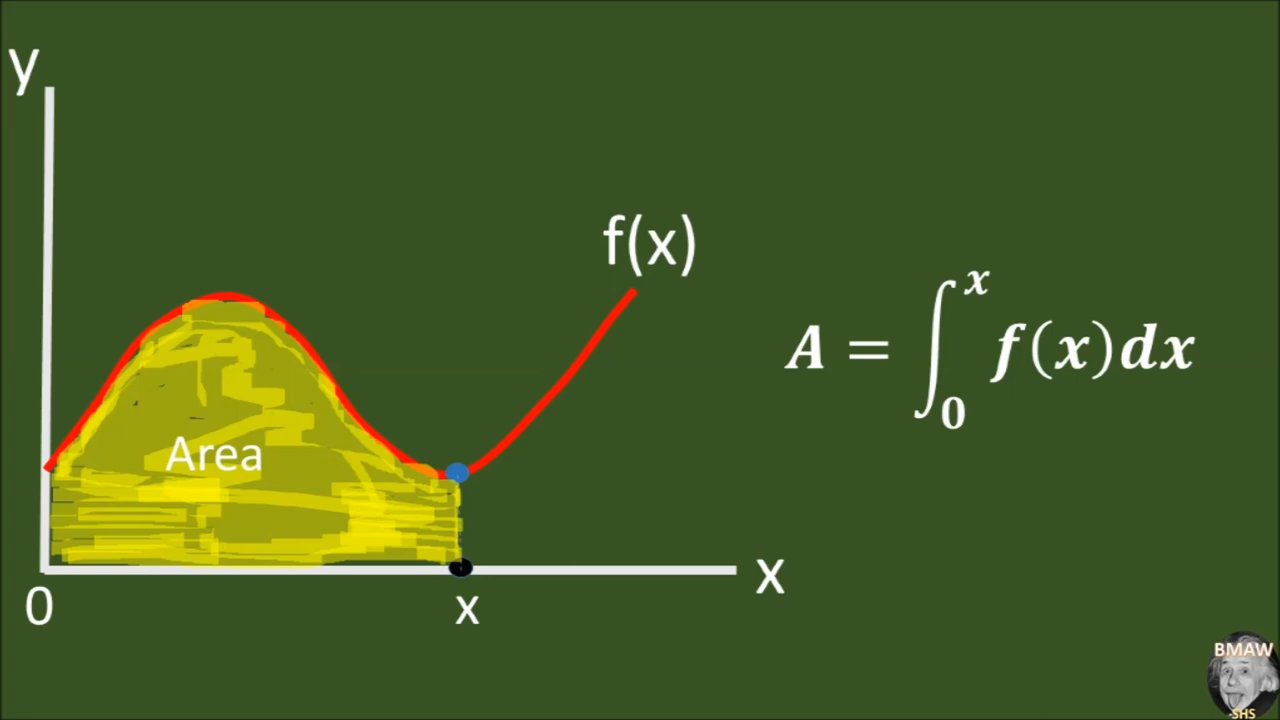 y
f(x)
A = ∫₀ˣ f(x)dx
Area
0
x
x
BMAW
-SHS